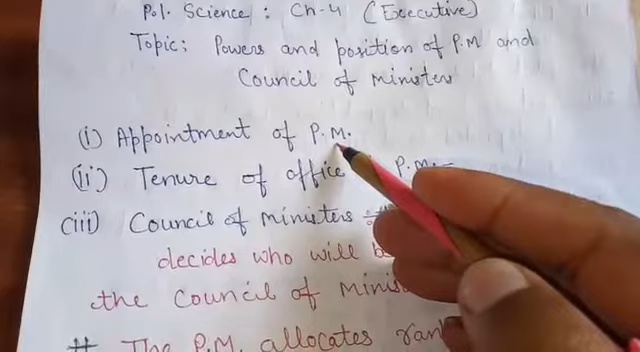 Pol. Science : Ch-4 (Executive)
Topic: Powers and position of P.M and
Council of ministers
(i) Appointment of P.M.
(ii) Tenure of office P.M.-
(iii) Council of ministers
decides who will
the Council of
# The P.M. allocates